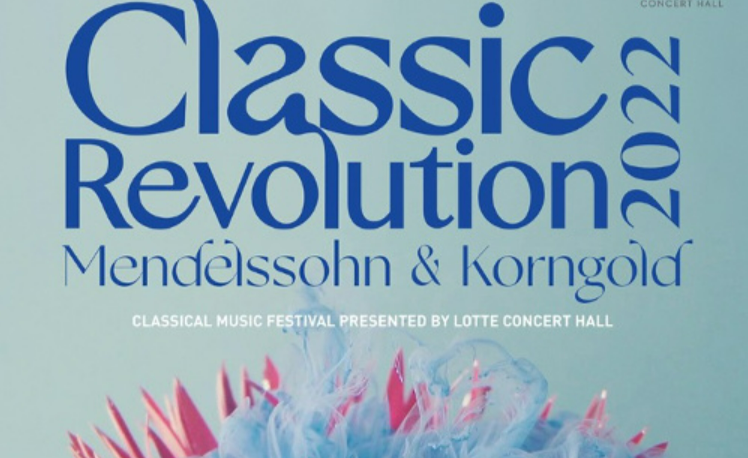 CONCERT HALL
Classic
Revolution
2022
Mendelssohn & Korngold
CLASSICAL MUSIC FESTIVAL PRESENTED BY LOTTE CONCERT HALL